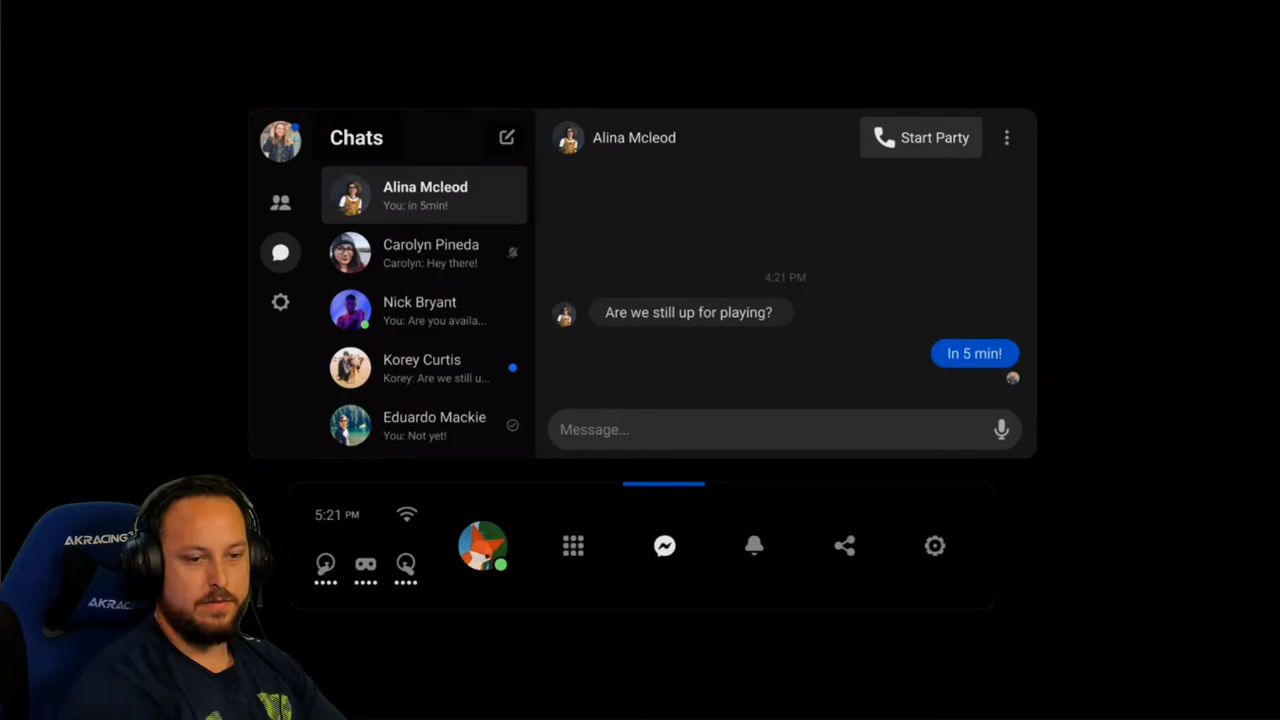 Chats
Alina Mcleod
You: in 5min!
Carolyn Pineda
Carolyn: Hey there!
Nick Bryant
You: Are you availa...
Korey Curtis
Korey: Are we still u...
Eduardo Mackie
You: Not yet!
Alina Mcleod
Start Party
4:21 PM
Are we still up for playing?
In 5 min!
Message...
5:21 PM
AKRACING
AKRACING